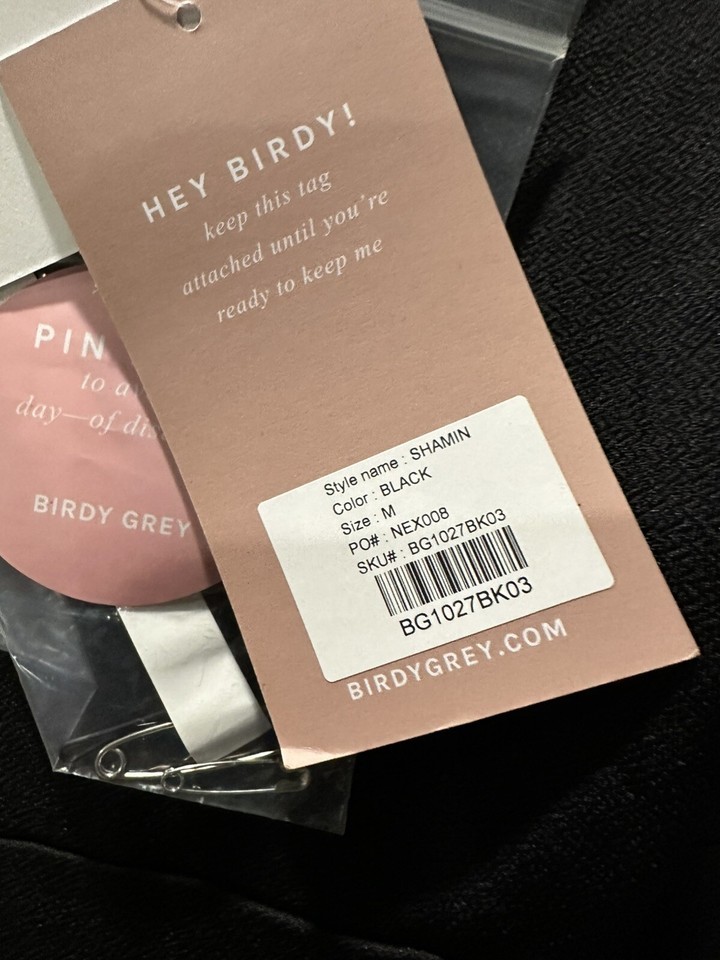 HEY BIRDY!
keep this tag
attached until you're
ready to keep me
Style name : SHAMIN
Color : BLACK
Size : M
PO# : NEX008
SKU# : BG1027BK03
BG1027BK03
BIRDYGREY.COM
PIN
to a
day—of dis
BIRDY GREY